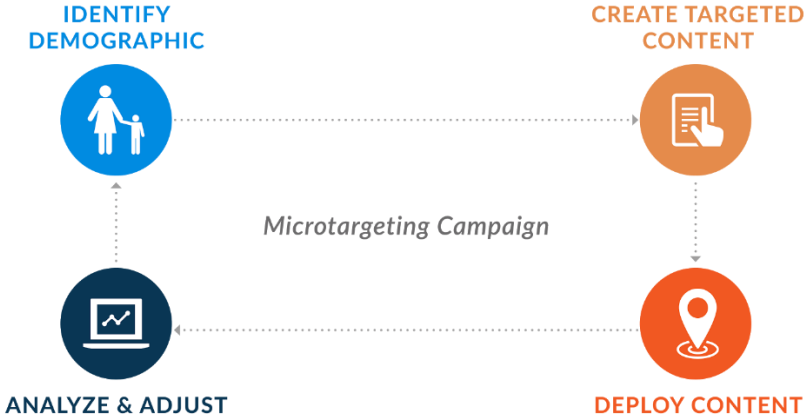 IDENTIFY
DEMOGRAPHIC
CREATE TARGETED
CONTENT
Microtargeting Campaign
ANALYZE & ADJUST
DEPLOY CONTENT